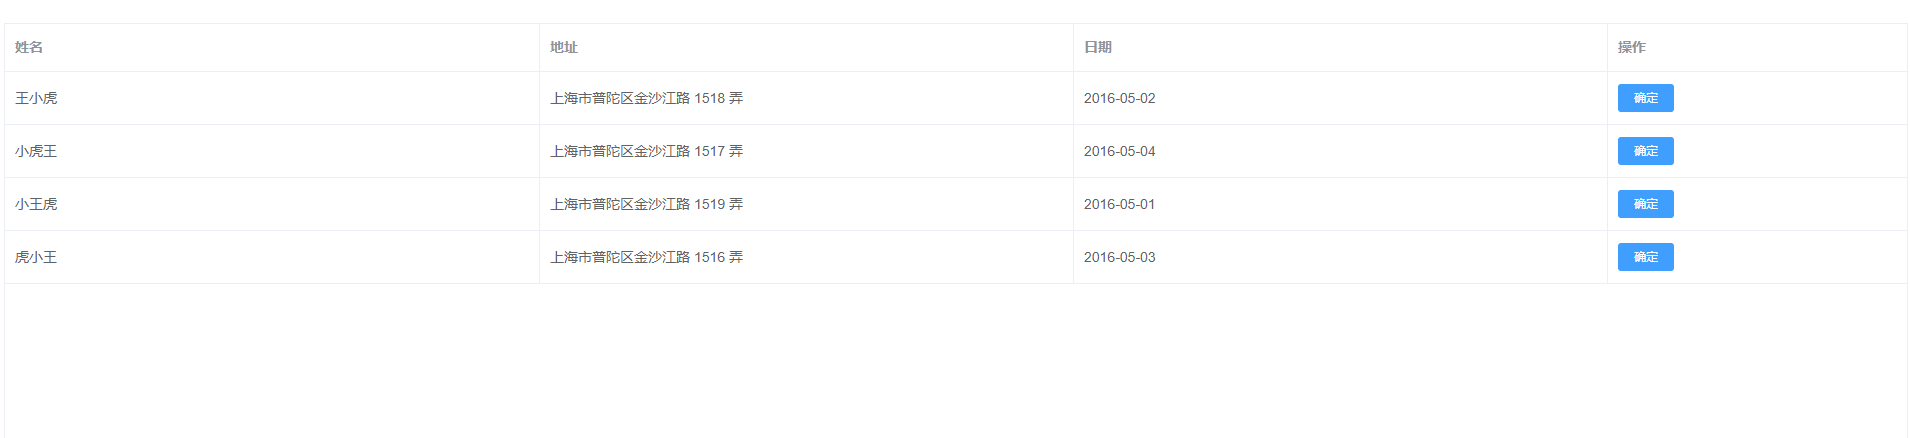 姓名 地址 日期 操作
王小虎 上海市普陀区金沙江路 1518 弄 2016-05-02 确定
小虎王 上海市普陀区金沙江路 1517 弄 2016-05-04 确定
小王虎 上海市普陀区金沙江路 1519 弄 2016-05-01 确定
虎小王 上海市普陀区金沙江路 1516 弄 2016-05-03 确定